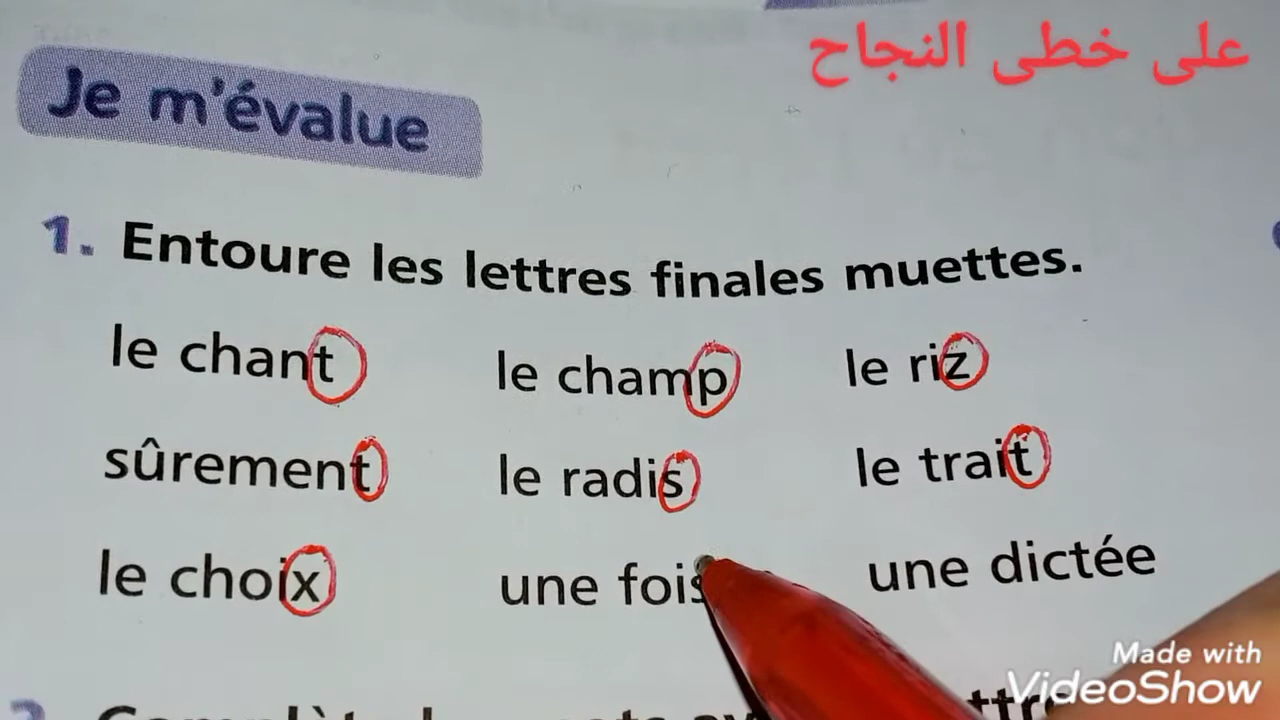 على خطى النجاح
Je m'évalue
1. Entoure les lettres finales muettes.
le chant le champ le riz
sûrement le radis le trait
le choix une fois une dictée
Made with
VideoShow